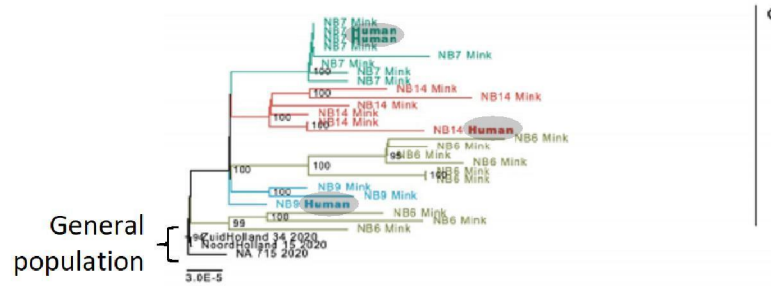 NB7 Mink
NB7 Human
NB7 Human
NB7 Mink
NB7 Mink
NB7 Mink
NB7 Mink
100
NB7 Mink
NB14 Mink
100
NB14 Mink
NB14 Mink
NB14 Mink
100
NB14 Mink
100
NB14 Human
NB6 Mink
NB6 Mink
95
NB6 Mink
NB6 Mink
100
100
100
NB6 Mink
NB6 Mink
NB9 Mink
100
NB9 Mink
NB9 Human
NB6 Mink
100
NB6 Mink
99
NB6 Mink
General
population
ZuidHolland 34 2020
NoordHolland 15 2020
NA 715 2020
3.0E-5